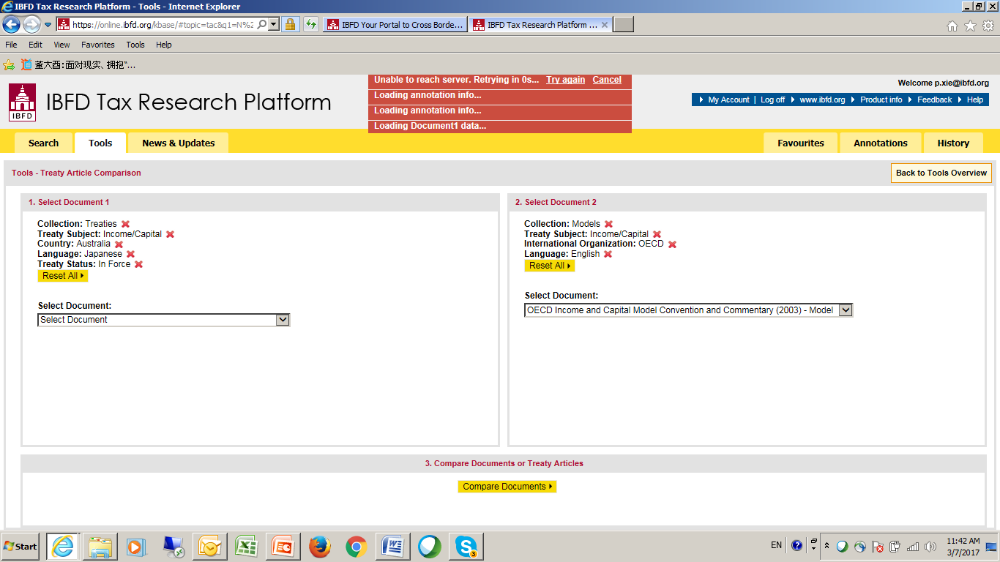 IBFD Tax Research Platform - Tools - Internet Explorer
https://online.ibfd.org/kbase/#topic=tac&q1=N%2
IBFD Your Portal to Cross Borde...
IBFD Tax Research Platform ...
File Edit View Favorites Tools Help
董大酉:面对现实、拥抱“...
Unable to reach server. Retrying in 0s... Try again Cancel
Loading annotation info...
Loading annotation info...
Loading Document1 data...
Welcome p.xie@ibfd.org
My Account | Log off www.ibfd.org Product info Feedback Help
IBFD
IBFD Tax Research Platform
Search Tools News & Updates Favourites Annotations History
Tools - Treaty Article Comparison
Back to Tools Overview
1. Select Document 1
Collection: Treaties
Treaty Subject: Income/Capital
Country: Australia
Language: Japanese
Treaty Status: In Force
Reset All
Select Document:
Select Document
2. Select Document 2
Collection: Models
Treaty Subject: Income/Capital
International Organization: OECD
Language: English
Reset All
Select Document:
OECD Income and Capital Model Convention and Commentary (2003) - Model
3. Compare Documents or Treaty Articles
Compare Documents
Start
3
EN
11:42 AM
3/7/2017